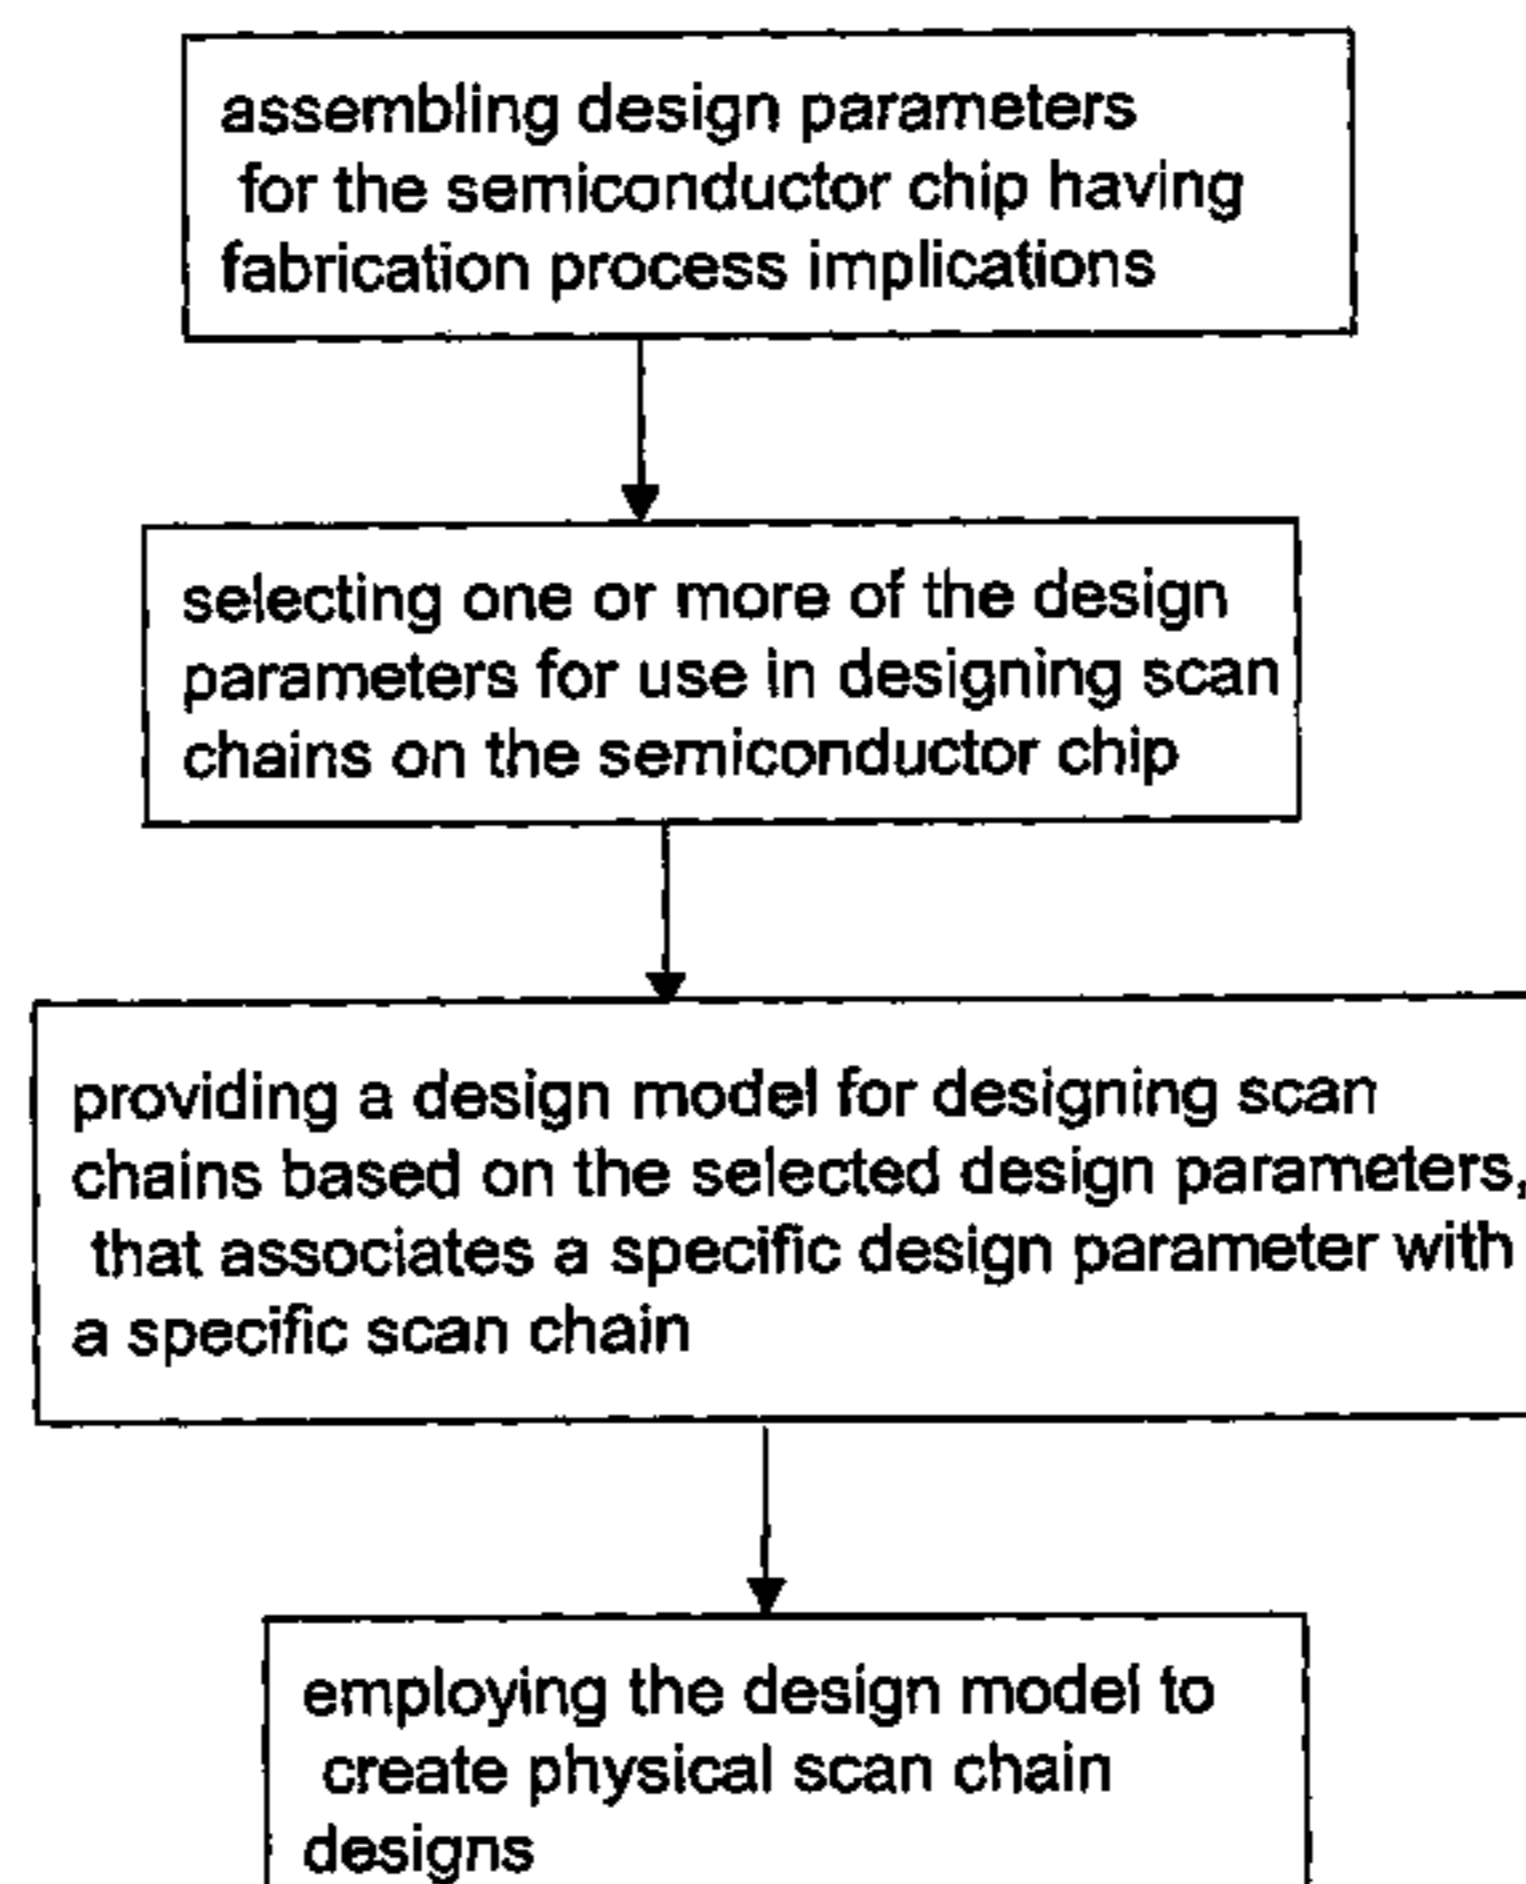 assembling design parameters
for the semiconductor chip having
fabrication process implications
selecting one or more of the design
parameters for use in designing scan
chains on the semiconductor chip
providing a design model for designing scan
chains based on the selected design parameters,
that associates a specific design parameter with
a specific scan chain
employing the design model to
create physical scan chain
designs